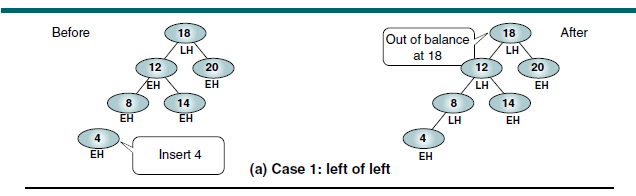 Before
18
LH
12
EH
20
EH
8
EH
14
EH
4
EH
Insert 4
Out of balance
at 18
18
LH
After
12
LH
20
EH
8
LH
14
EH
4
EH
(a) Case 1: left of left